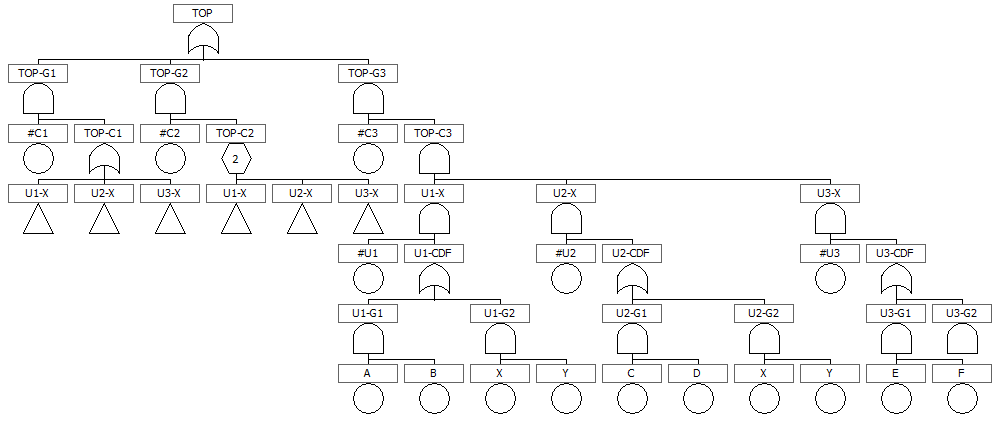 TOP
TOP-G1 TOP-G2 TOP-G3
#C1 TOP-C1 #C2 TOP-C2 #C3 TOP-C3
2
U1-X U2-X U3-X U1-X U2-X U3-X U1-X U2-X U3-X
#U1 U1-CDF #U2 U2-CDF #U3 U3-CDF
U1-G1 U1-G2 U2-G1 U2-G2 U3-G1 U3-G2
A B X Y C D X Y E F